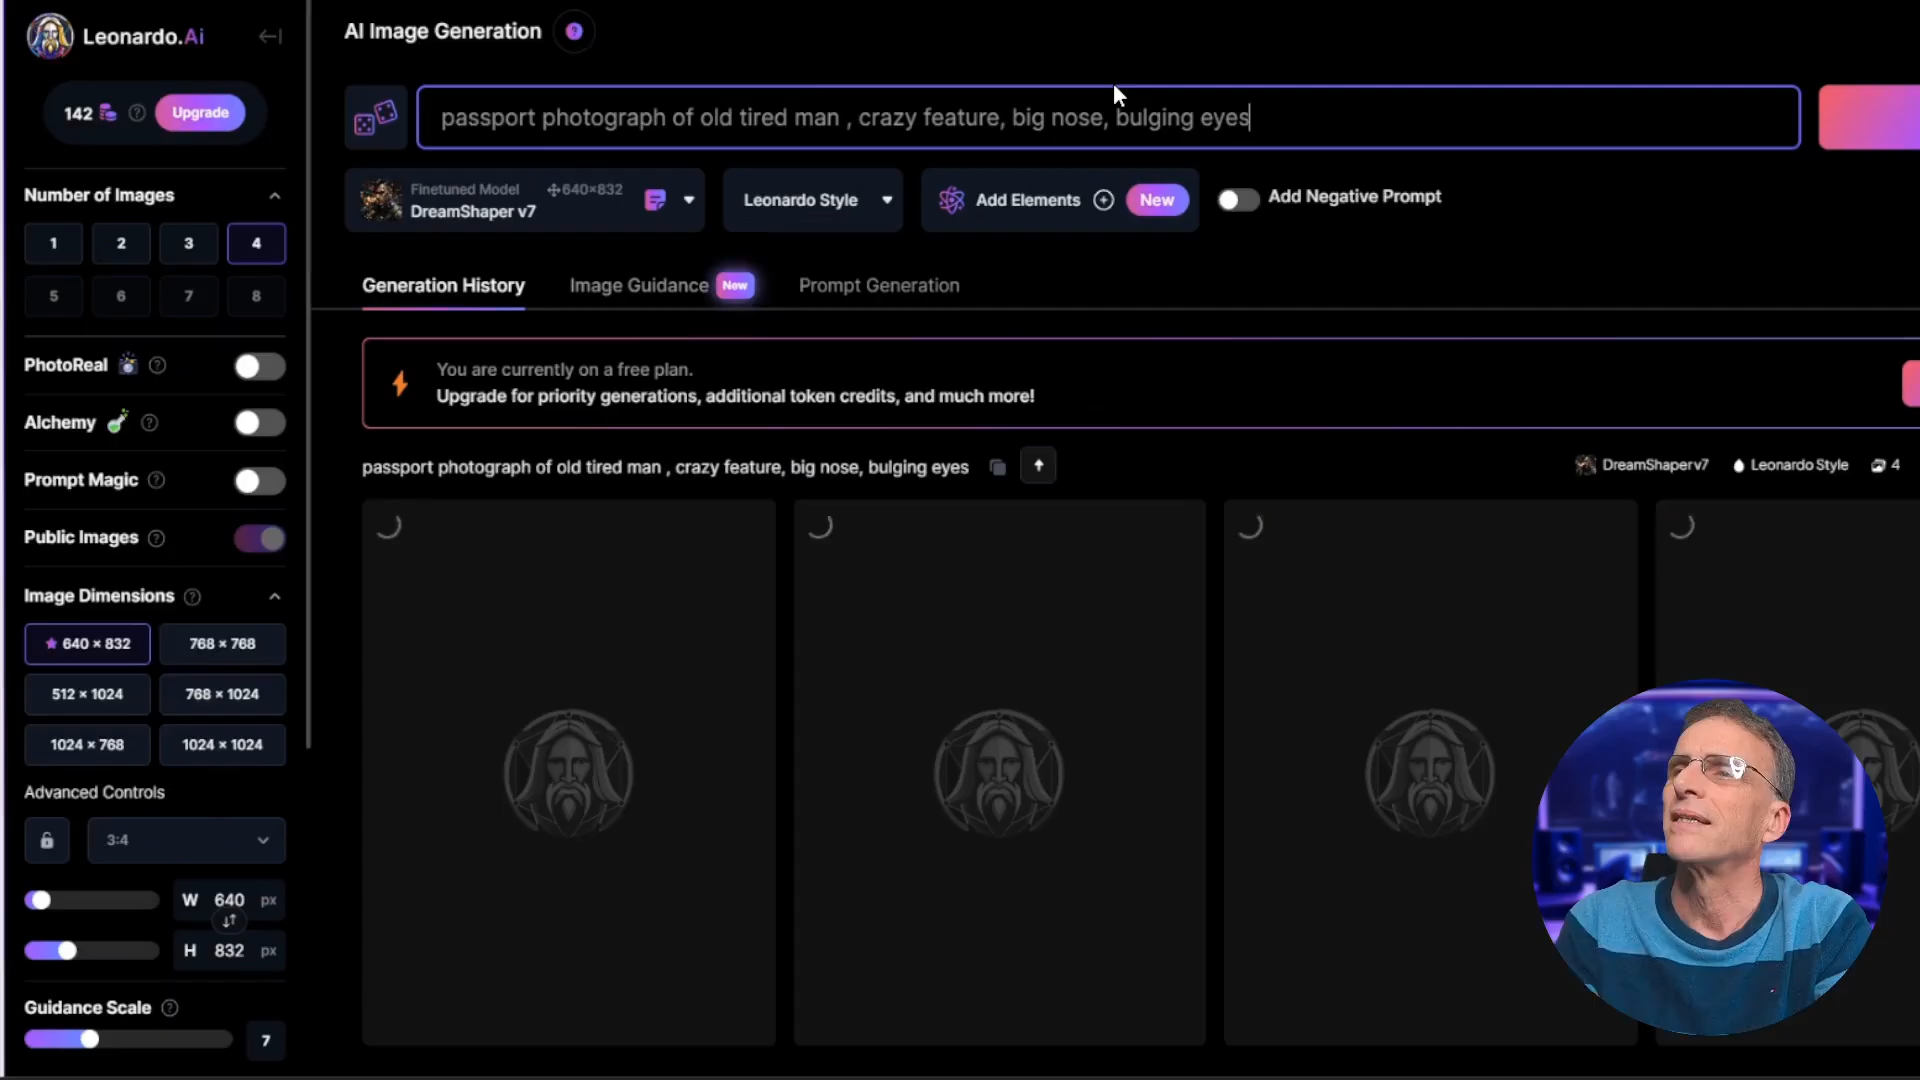 Leonardo.Ai
AI Image Generation
?
142
?
Upgrade
passport photograph of old tired man , crazy feature, big nose, bulging eyes
Finetuned Model
640×832
DreamShaper v7
Leonardo Style
Add Elements
New
Add Negative Prompt
Number of Images
1 2 3 4
5 6 7 8
Generation History
Image Guidance
New
Prompt Generation
PhotoReal ?
Alchemy ?
Prompt Magic ?
Public Images ?
You are currently on a free plan.
Upgrade for priority generations, additional token credits, and much more!
passport photograph of old tired man , crazy feature, big nose, bulging eyes
DreamShaper v7
Leonardo Style
4
Image Dimensions ?
640 × 832
768 × 768
512 × 1024
768 × 1024
1024 × 768
1024 × 1024
Advanced Controls
3:4
W 640 px
H 832 px
Guidance Scale ?
7